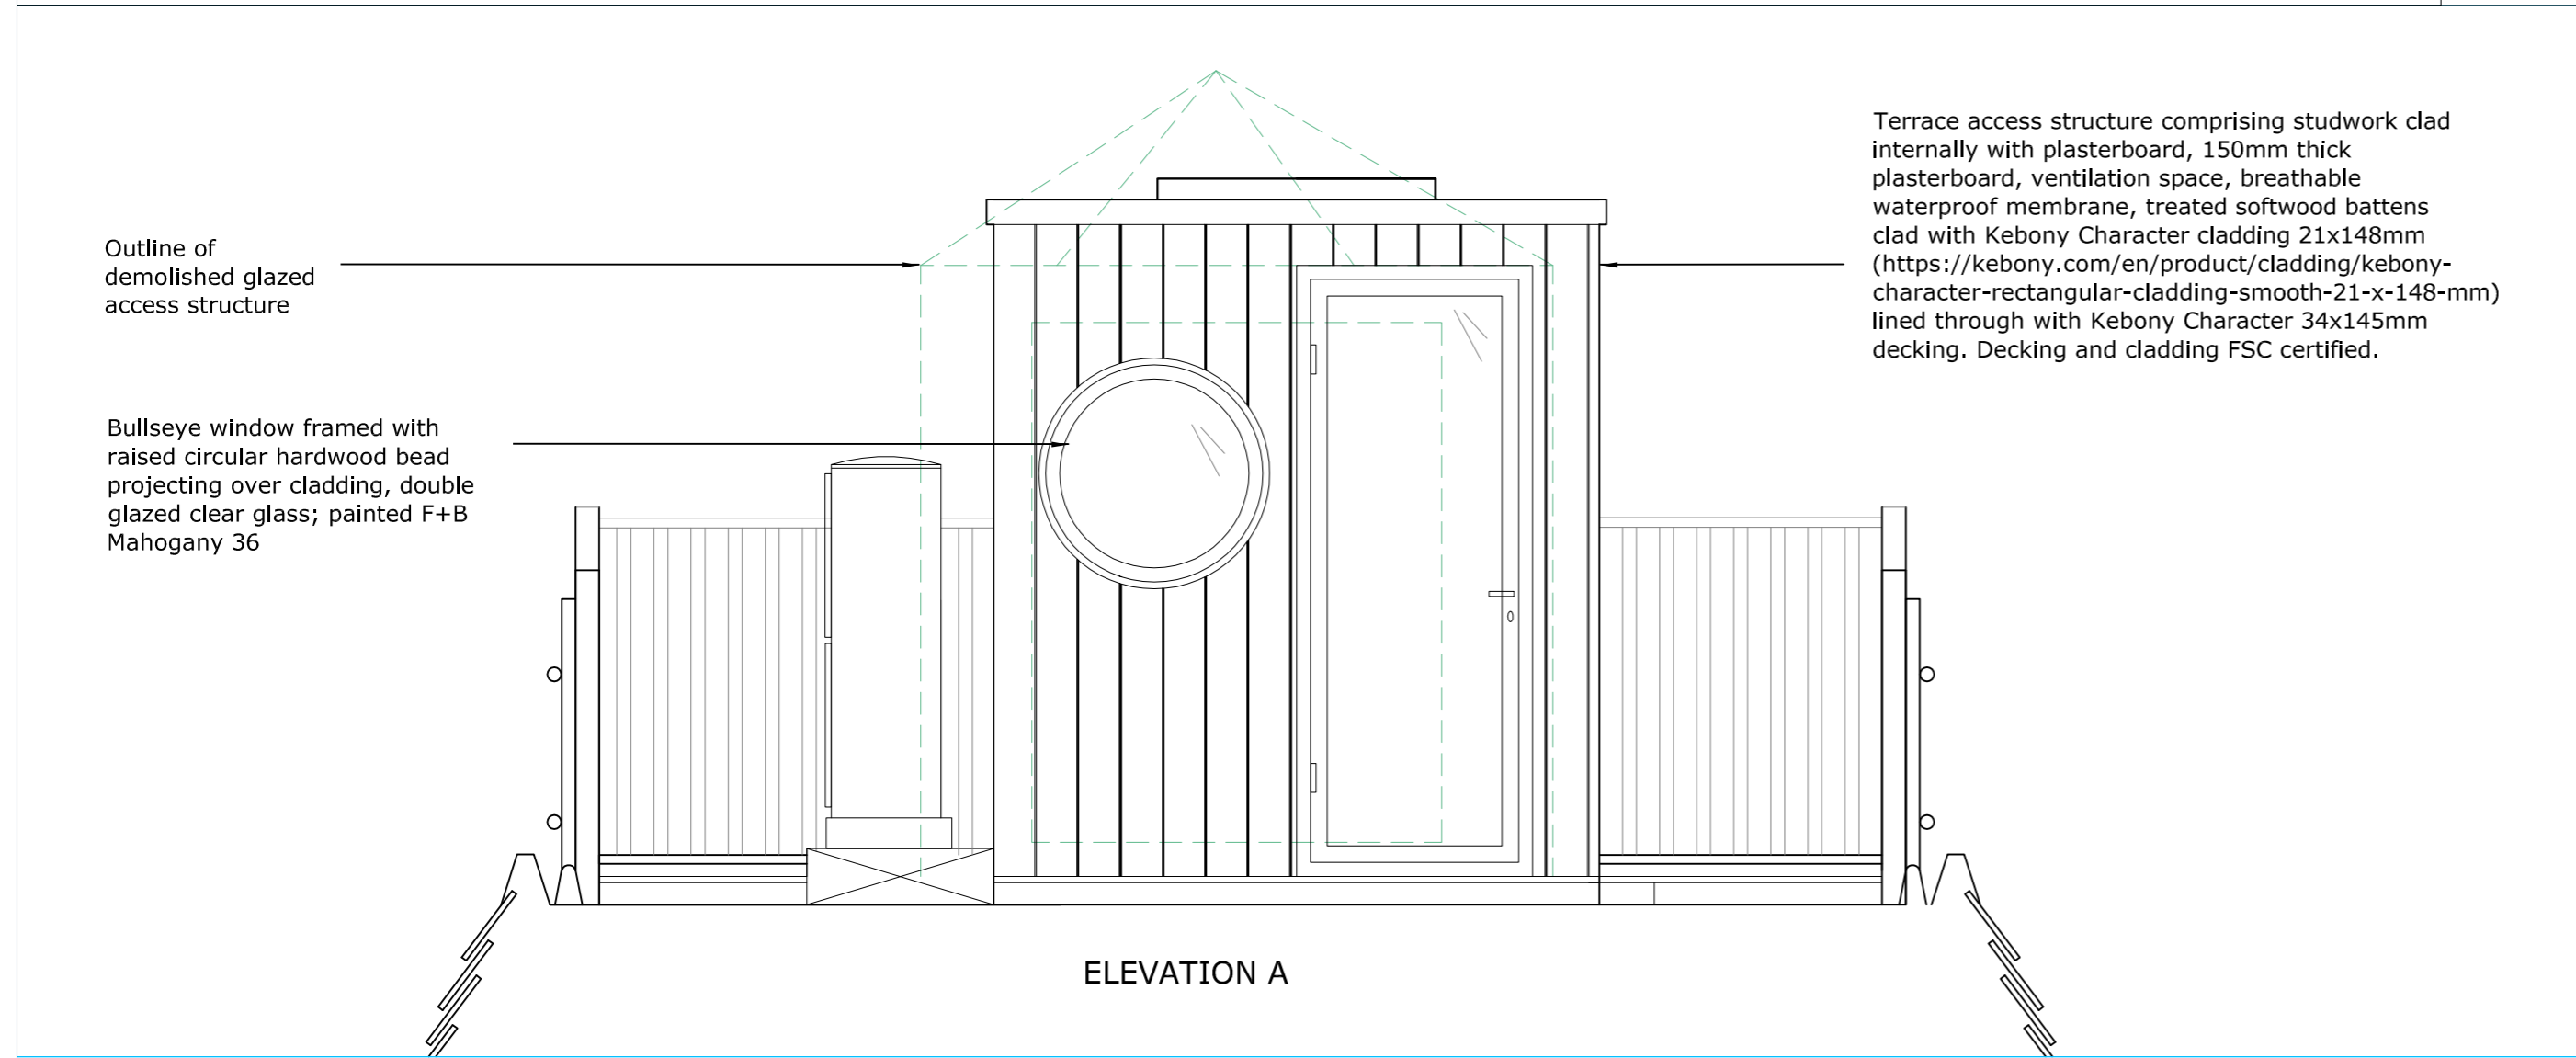 Outline of
demolished glazed
access structure
Bullseye window framed with
raised circular hardwood bead
projecting over cladding, double
glazed clear glass; painted F+B
Mahogany 36
Terrace access structure comprising studwork clad
internally with plasterboard, 150mm thick
plasterboard, ventilation space, breathable
waterproof membrane, treated softwood battens
clad with Kebony Character cladding 21x148mm
(https://kebony.com/en/product/cladding/kebony-
character-rectangular-cladding-smooth-21-x-148-mm)
lined through with Kebony Character 34x145mm
decking. Decking and cladding FSC certified.
ELEVATION A